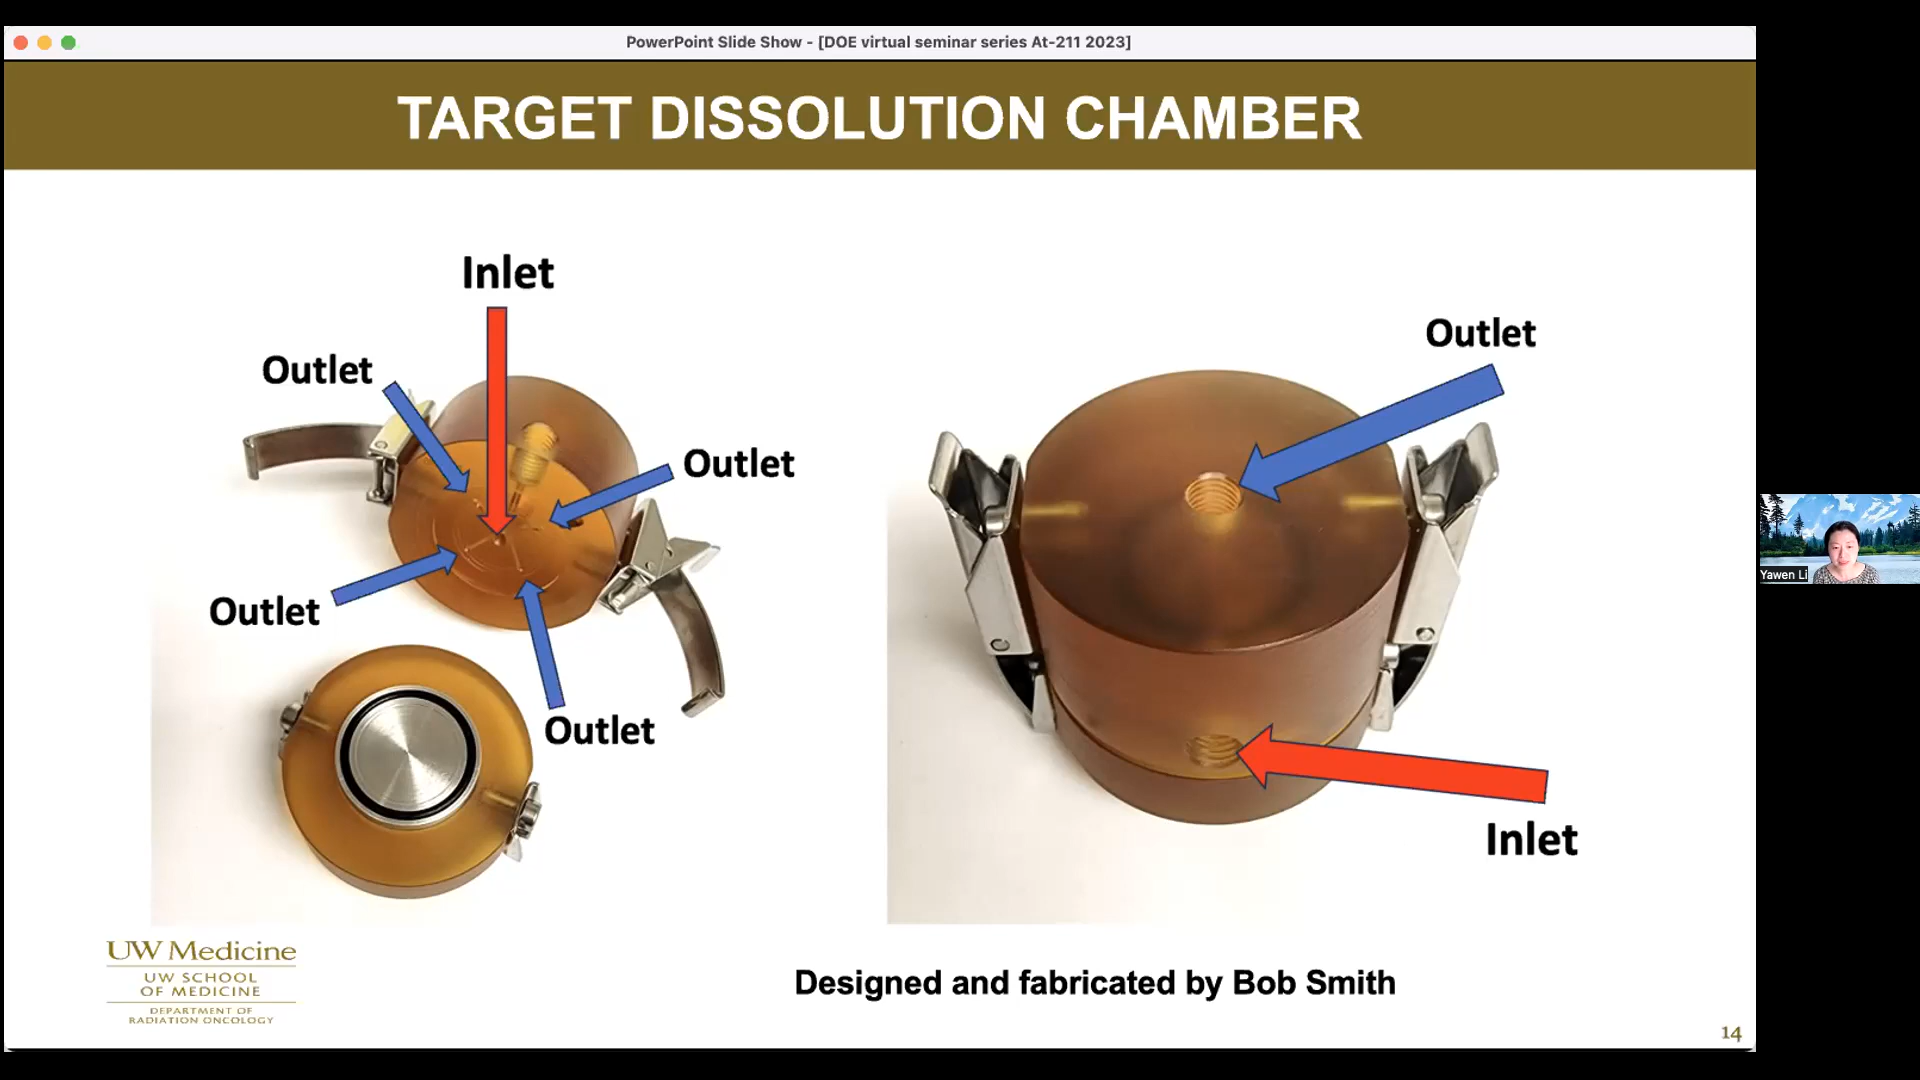 PowerPoint Slide Show - [DOE virtual seminar series At-211 2023]
TARGET DISSOLUTION CHAMBER
Inlet
Outlet
Outlet
Outlet
Outlet
Outlet
Inlet
Yawen Li
UW Medicine
UW SCHOOL
OF MEDICINE
DEPARTMENT OF
RADIATION ONCOLOGY
Designed and fabricated by Bob Smith
14